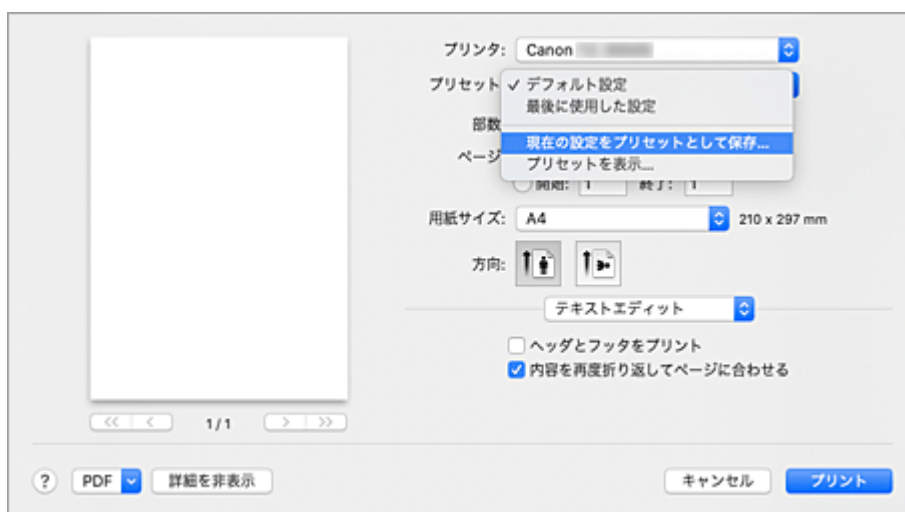 プリンタ: Canon
プリセット ✓ デフォルト設定
最後に使用した設定
部数
現在の設定をプリセットとして保存...
ページ
プリセットを表示...
開始: 1 終了: 1
用紙サイズ: A4 210 x 297 mm
方向:
テキストエディット
ヘッダとフッタをプリント
内容を再度折り返してページに合わせる
<< < 1/1 > >>
? PDF 詳細を非表示 キャンセル プリント